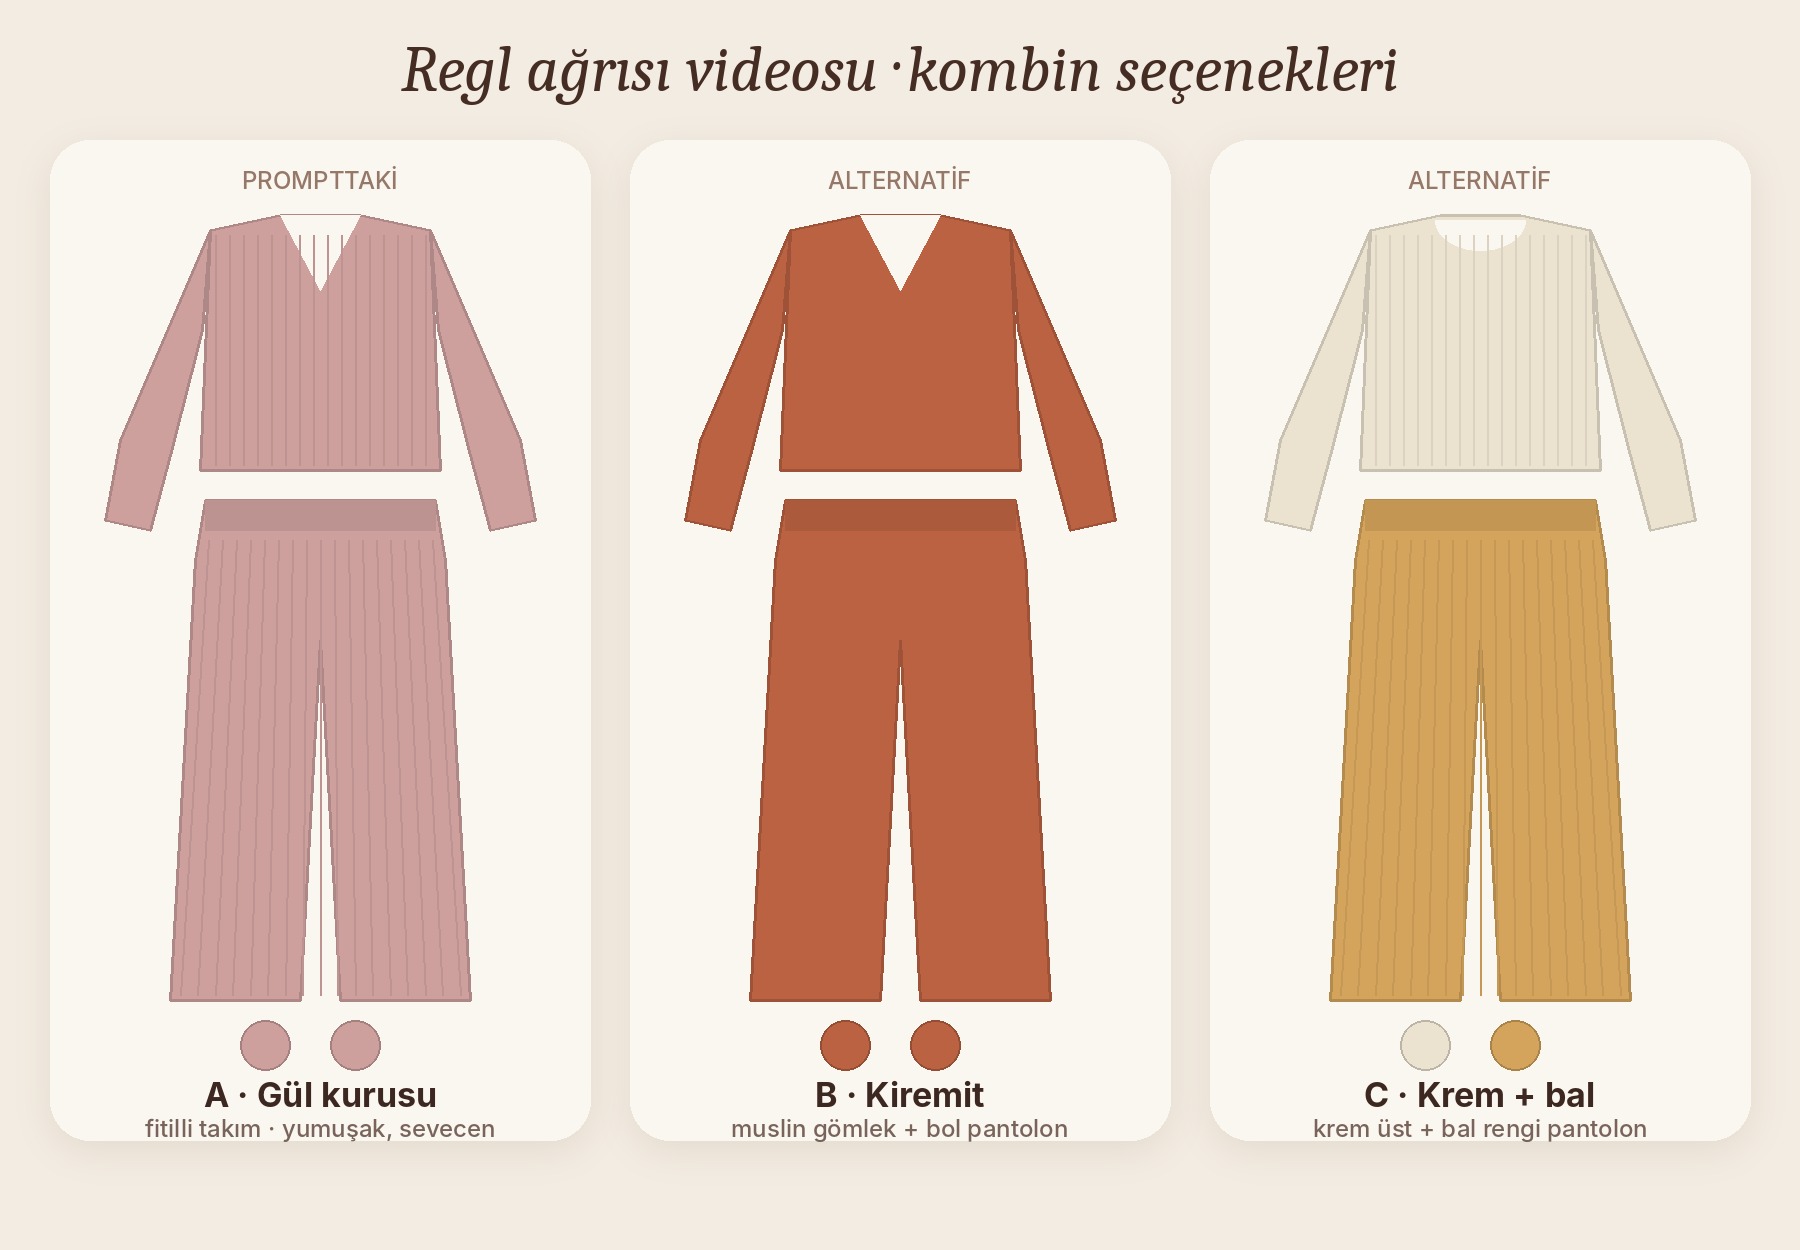 Regl ağrısı videosu · kombin seçenekleri
PROMPTTAKİ
A · Gül kurusu
fitilli takım · yumuşak, sevecen
ALTERNATİF
B · Kiremit
muslin gömlek + bol pantolon
ALTERNATİF
C · Krem + bal
krem üst + bal rengi pantolon